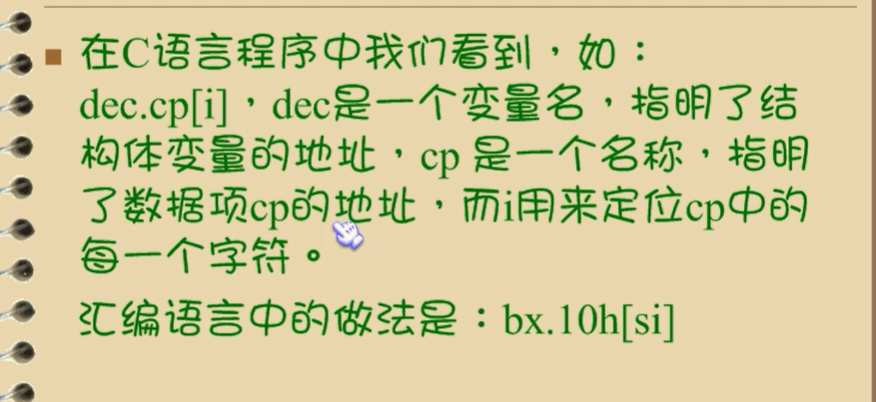 在C语言程序中我们看到，如：
dec.cp[i]，dec是一个变量名，指明了结
构体变量的地址，cp 是一个名称，指明
了数据项cp的地址，而i用来定位cp中的
每一个字符。
汇编语言中的做法是：bx.10h[si]